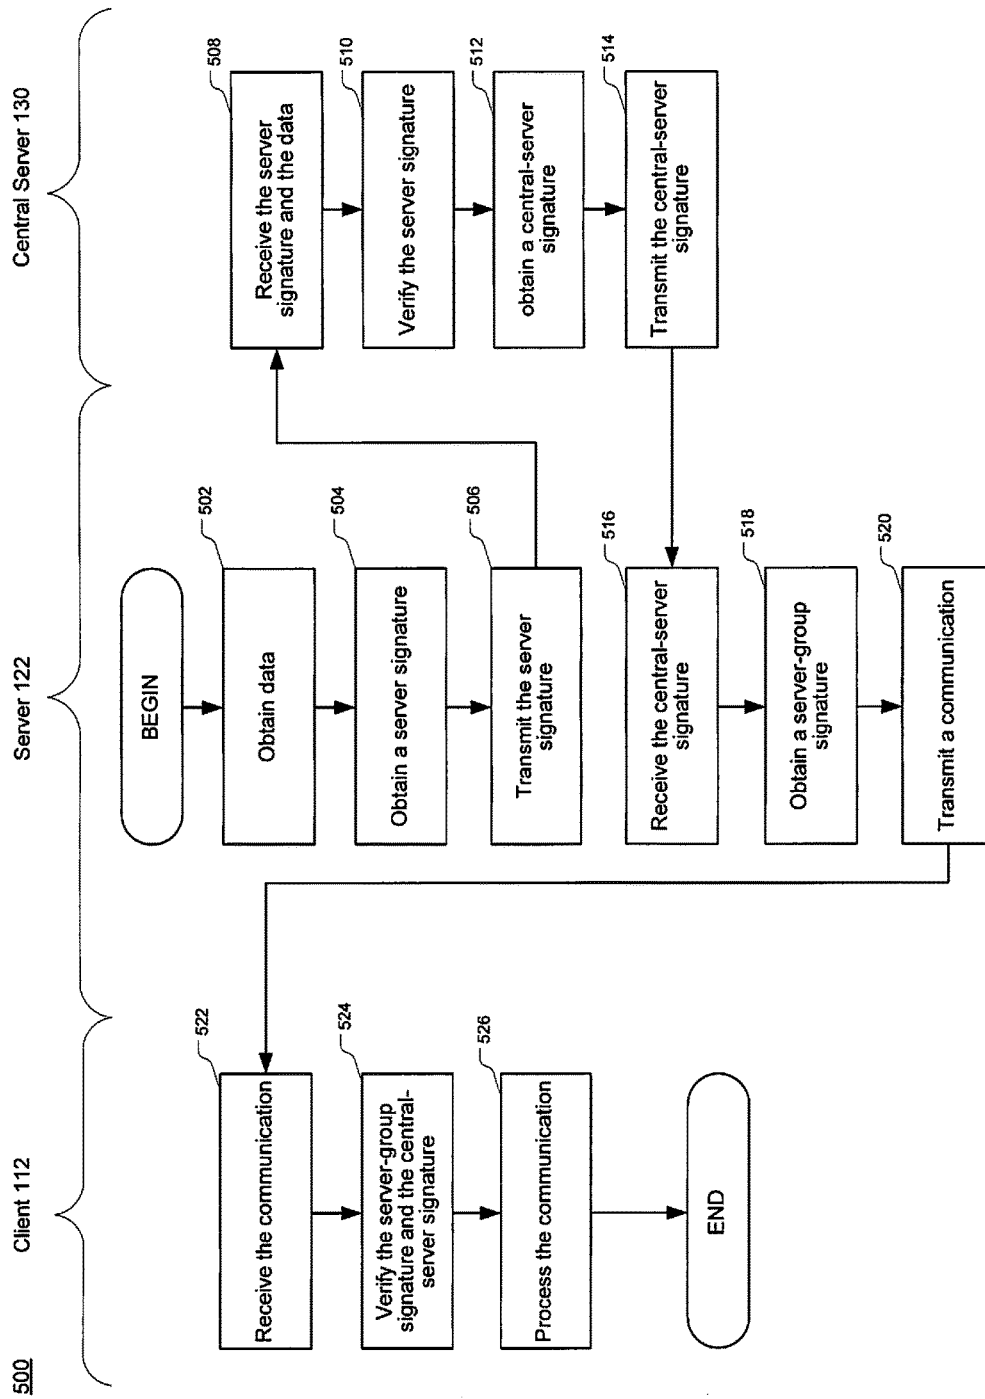 500
Client 112
Server 122
Central Server 130
BEGIN
502
Obtain data
504
Obtain a server signature
506
Transmit the server
signature
508
Receive the server
signature and the data
510
Verify the server signature
512
obtain a central-server
signature
514
Transmit the central-server
signature
516
Receive the central-server
signature
518
Obtain a server-group
signature
520
Transmit a communication
522
Receive the communication
524
Verify the server-group
signature and the central-
server signature
526
Process the communication
END